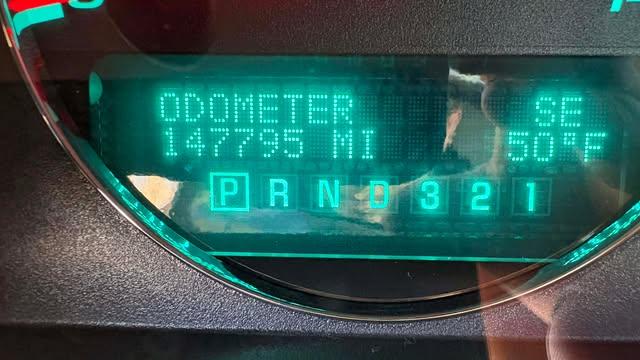 ODOMETER SE
147795 MI 50°F
P R N D 3 2 1